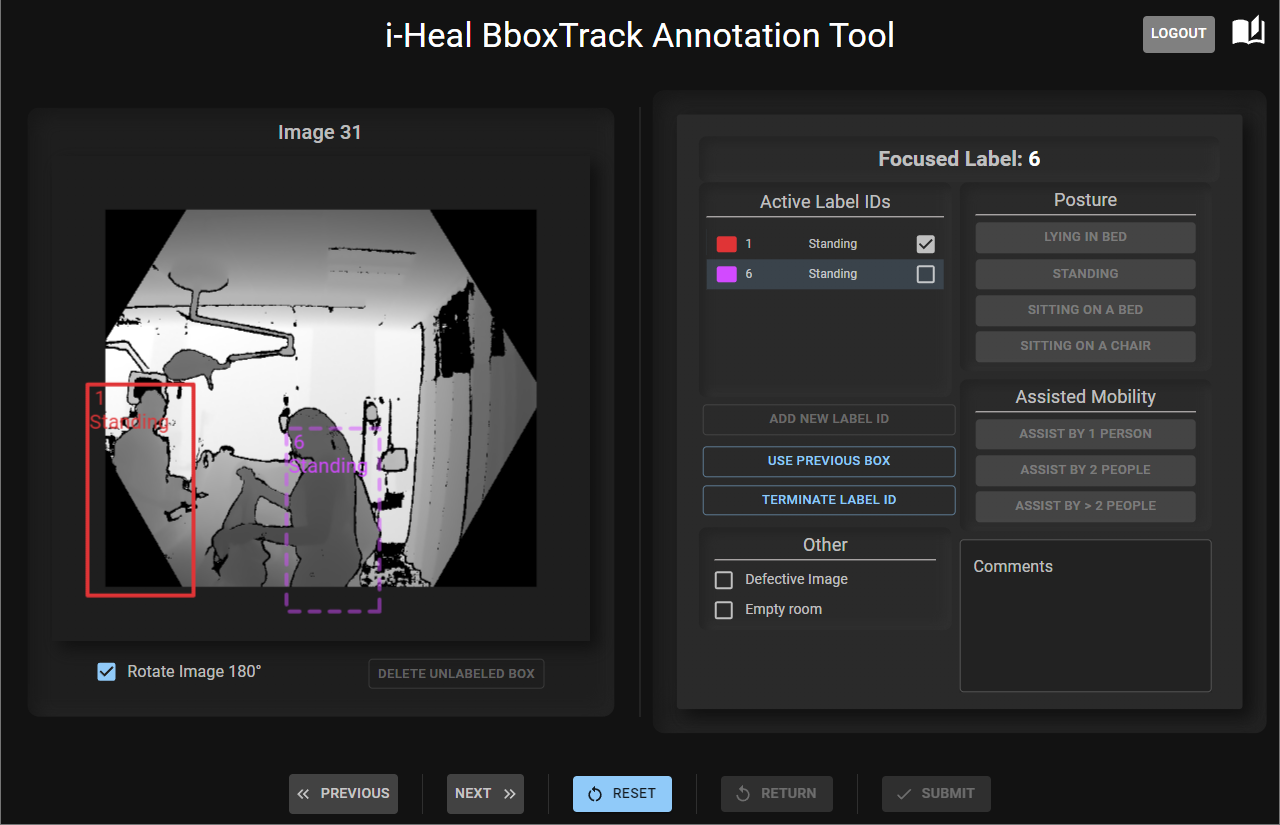 i-Heal BboxTrack Annotation Tool
LOGOUT
Image 31
1
Standing
6
Standing
Rotate Image 180°
DELETE UNLABELED BOX
Focused Label: 6
Active Label IDs
1 Standing
6 Standing
ADD NEW LABEL ID
USE PREVIOUS BOX
TERMINATE LABEL ID
Other
Defective Image
Empty room
Posture
LYING IN BED
STANDING
SITTING ON A BED
SITTING ON A CHAIR
Assisted Mobility
ASSIST BY 1 PERSON
ASSIST BY 2 PEOPLE
ASSIST BY > 2 PEOPLE
Comments
PREVIOUS
NEXT
RESET
RETURN
SUBMIT